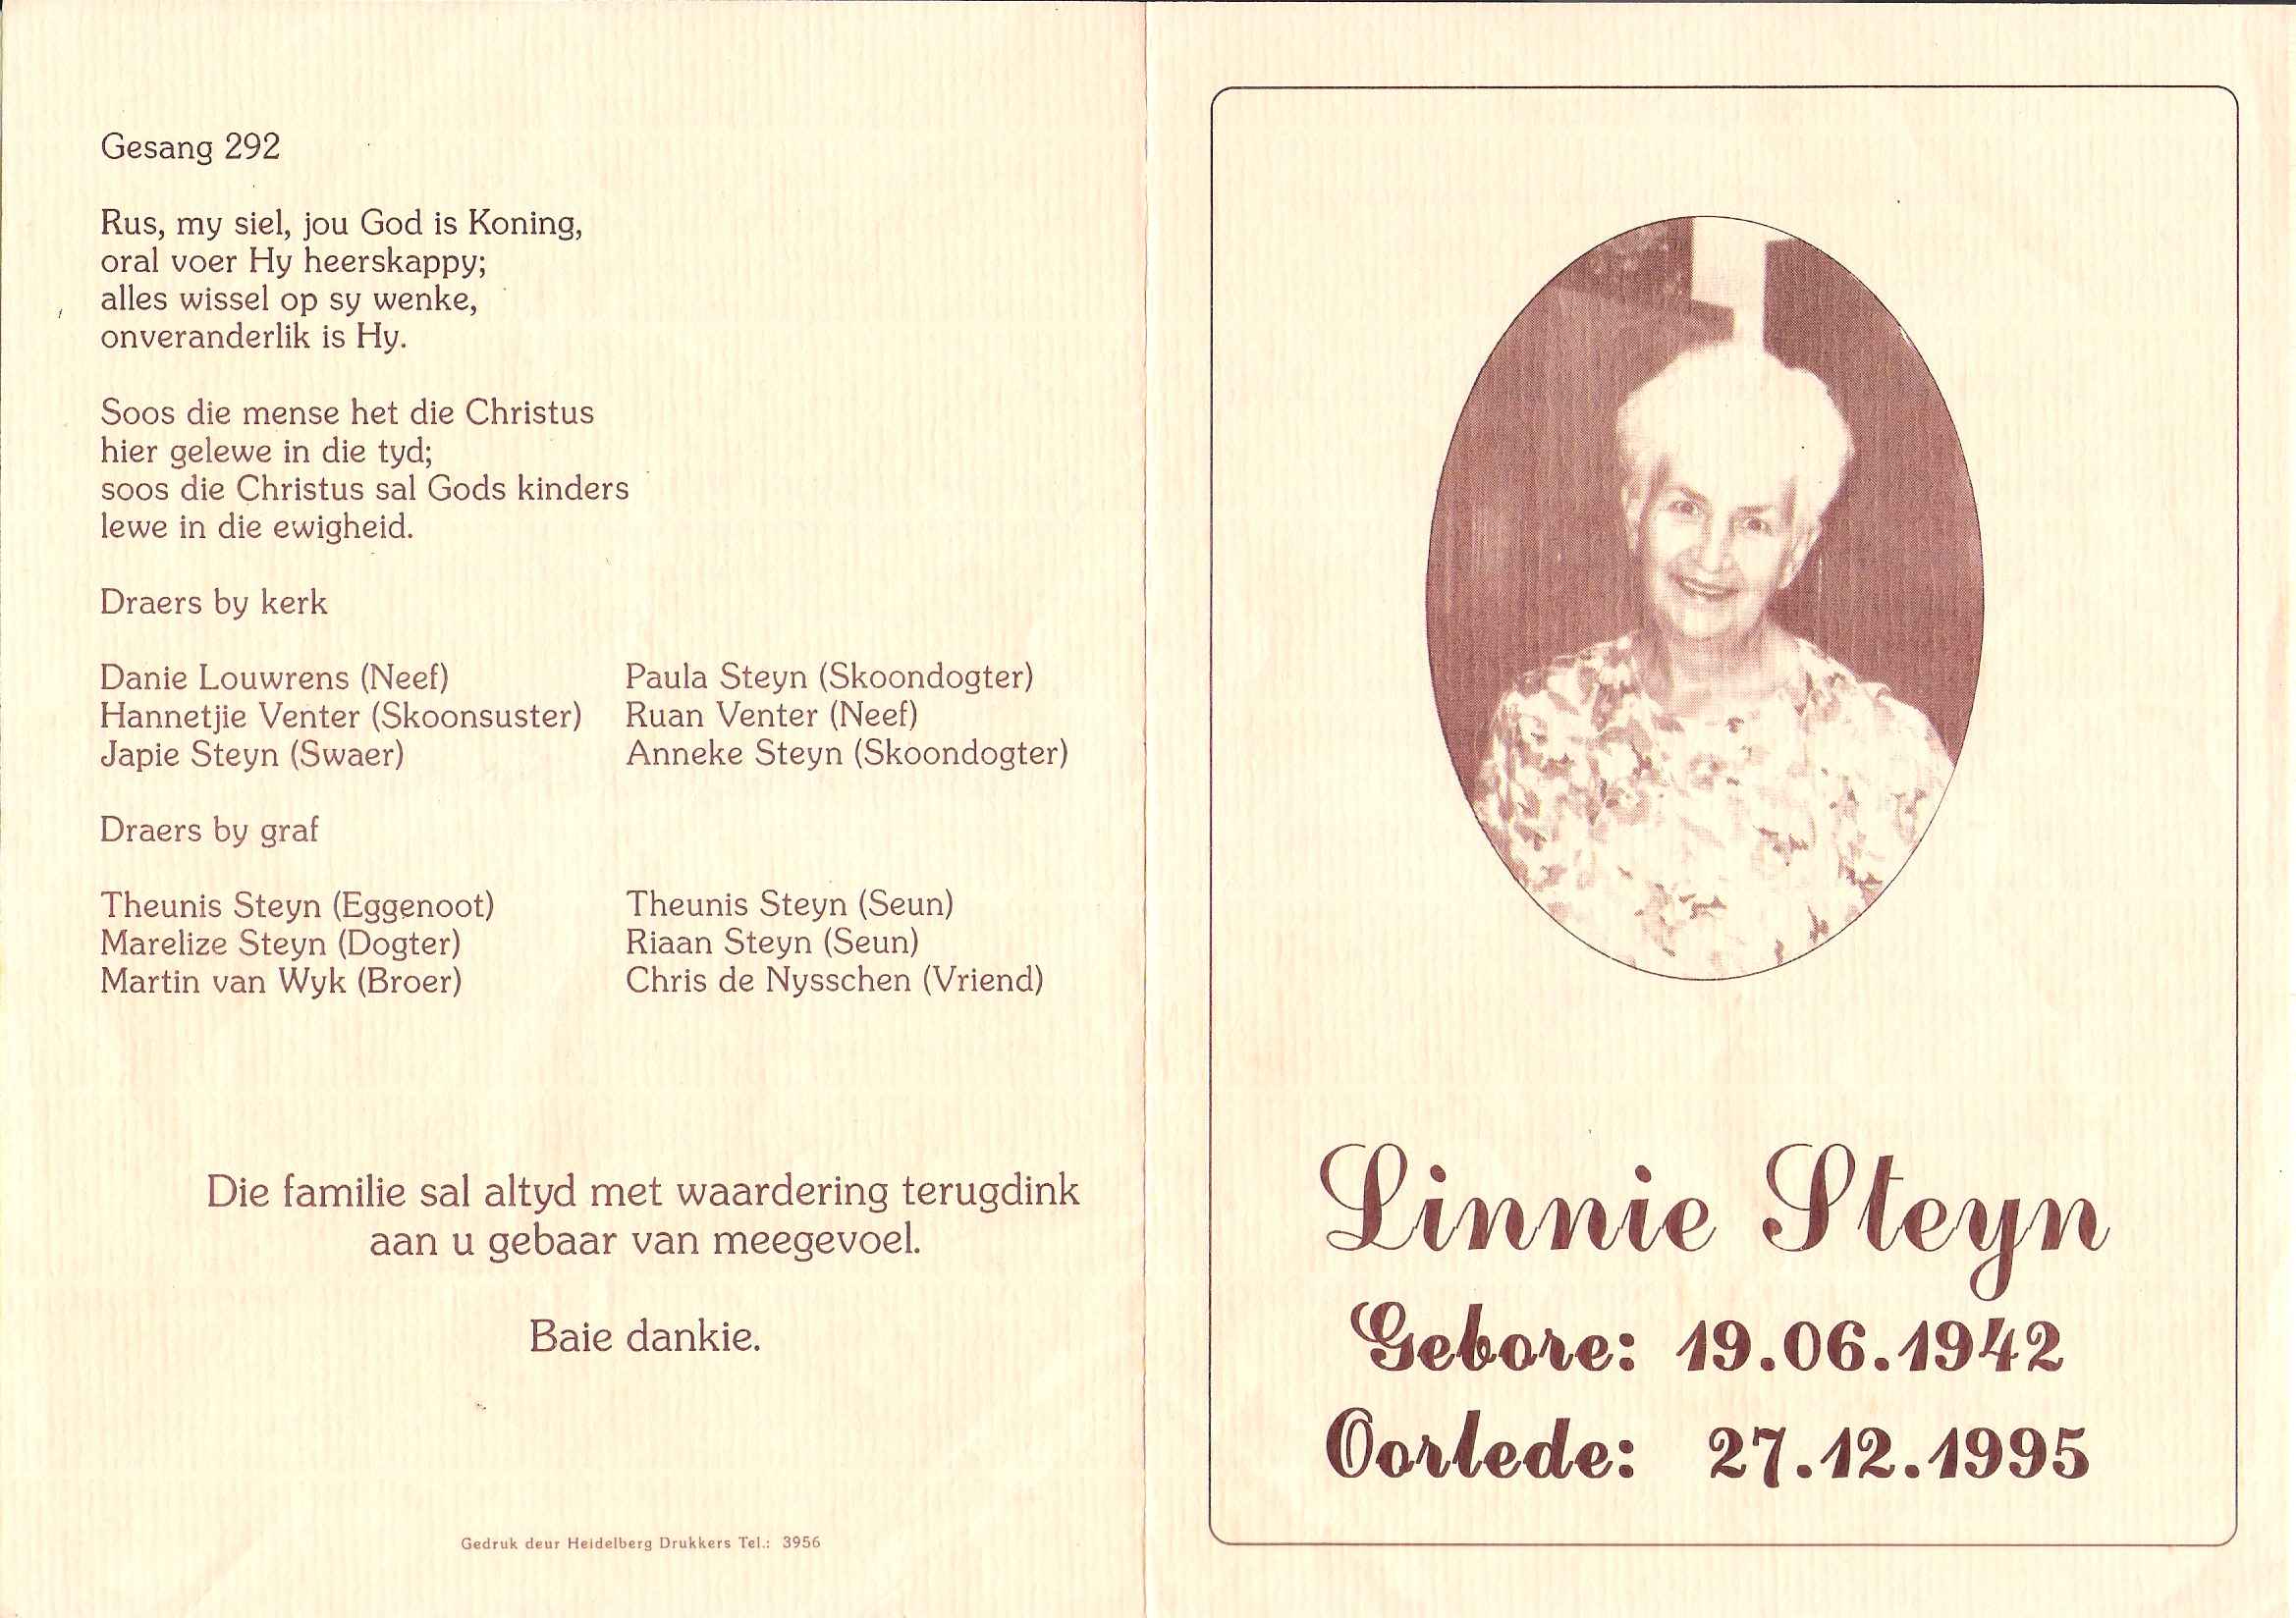 Gesang 292
Rus, my siel, jou God is Koning,
oral voer Hy heerskappy;
alles wissel op sy wenke,
onveranderlik is Hy.
Soos die mense het die Christus
hier gelewe in die tyd;
soos die Christus sal Gods kinders
lewe in die ewigheid.
Draers by kerk
Danie Louwrens (Neef) Paula Steyn (Skoondogter)
Hannetjie Venter (Skoonsuster) Ruan Venter (Neef)
Japie Steyn (Swaer) Anneke Steyn (Skoondogter)
Draers by graf
Theunis Steyn (Eggenoot) Theunis Steyn (Seun)
Marelize Steyn (Dogter) Riaan Steyn (Seun)
Martin van Wyk (Broer) Chris de Nysschen (Vriend)
Die familie sal altyd met waardering terugdink
aan u gebaar van meegevoel.
Baie dankie.
Gedruk deur Heidelberg Drukkers Tel.: 3956
Linnie Steyn
Gebore: 19.06.1942
Oorlede: 27.12.1995